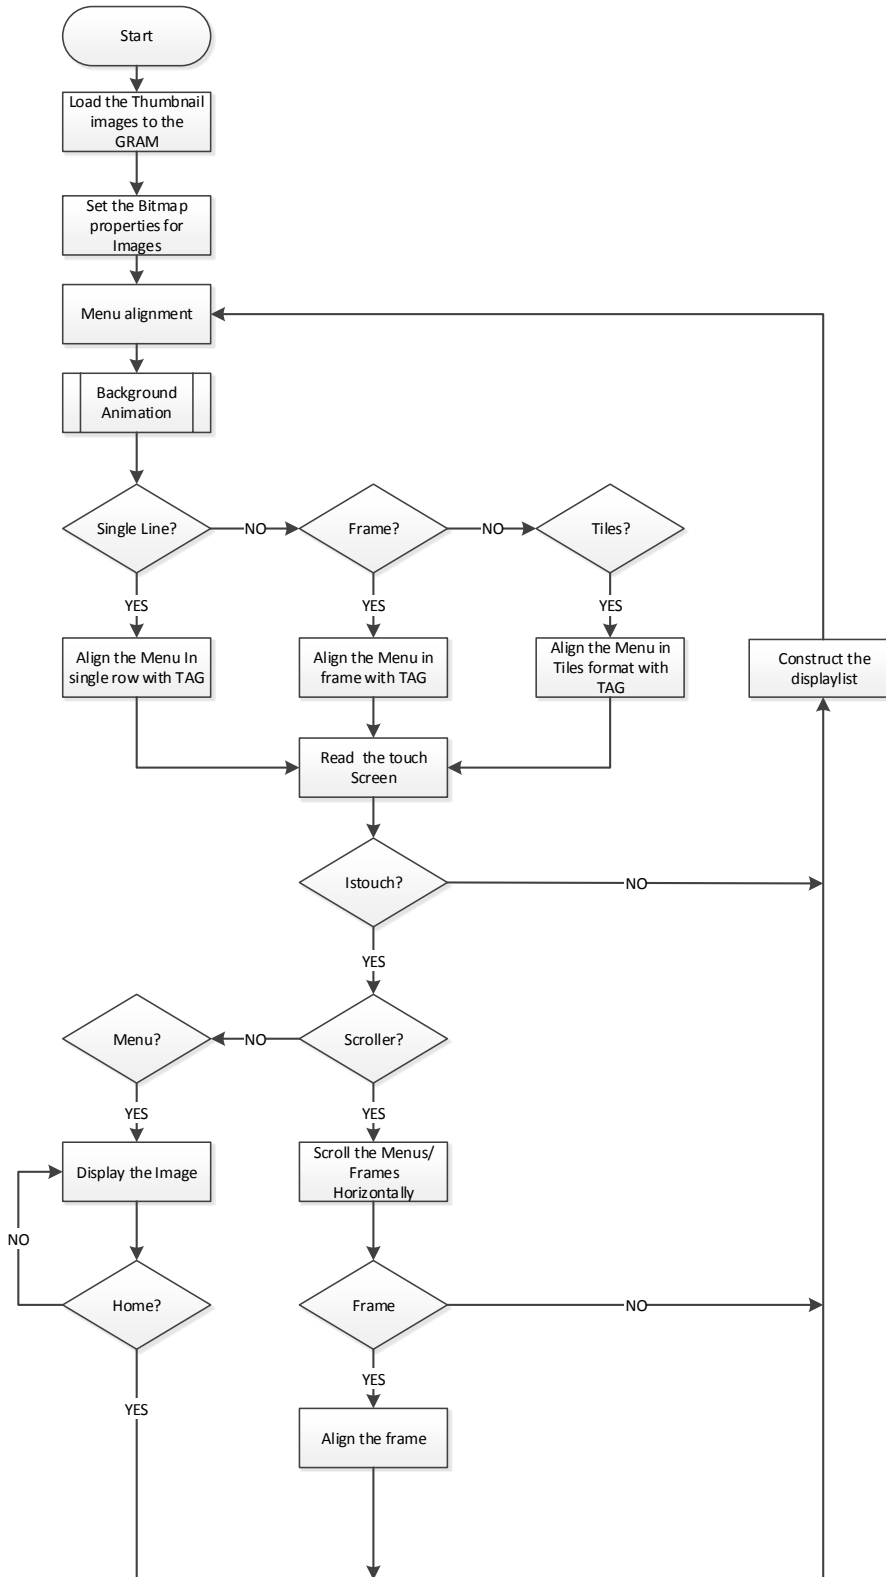 Start
Load the Thumbnail
images to the
GRAM
Set the Bitmap
properties for
Images
Menu alignment
Background
Animation
Single Line?
NO
Frame?
NO
Tiles?
YES
YES
YES
Align the Menu In
single row with TAG
Align the Menu in
frame with TAG
Align the Menu in
Tiles format with
TAG
Construct the
displaylist
Read  the touch
Screen
Istouch?
NO
YES
Menu?
NO
Scroller?
YES
YES
Display the Image
Scroll the Menus/
Frames
Horizontally
NO
Home?
Frame
NO
YES
YES
Align the frame